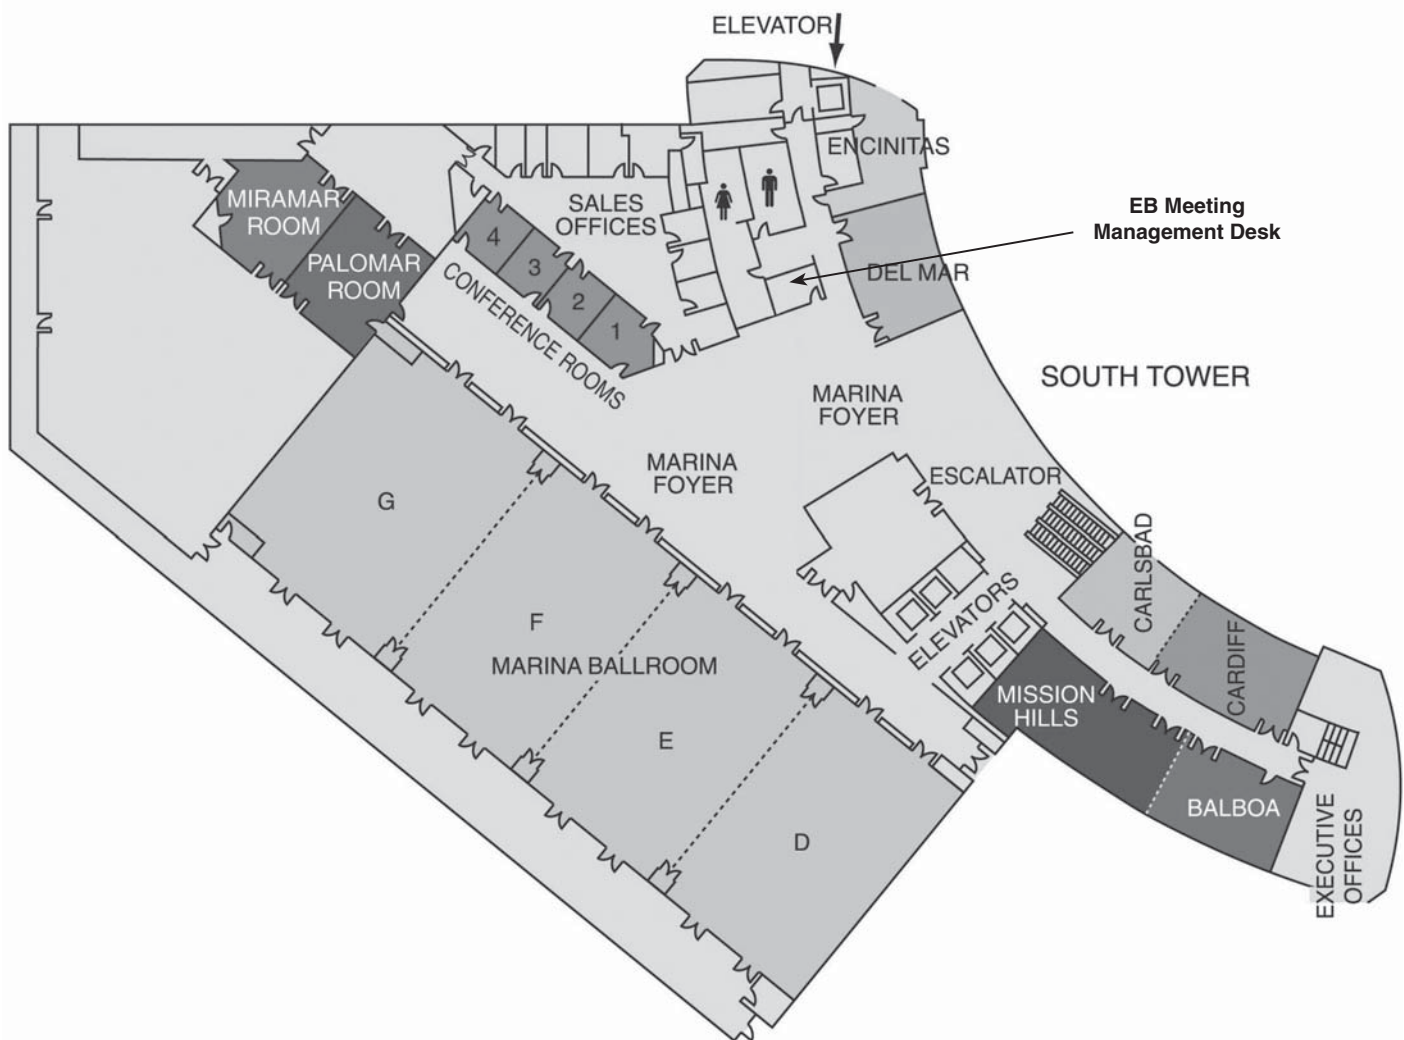 ELEVATOR
ENCINITAS
MIRAMAR
ROOM
SALES
OFFICES
EB Meeting
Management Desk
4
3
2
1
PALOMAR
ROOM
DEL MAR
CONFERENCE ROOMS
SOUTH TOWER
MARINA
FOYER
MARINA
FOYER
ESCALATOR
G
CARLSBAD
ELEVATORS
F
MARINA BALLROOM
CARDIFF
MISSION
HILLS
E
BALBOA
D
EXECUTIVE
OFFICES